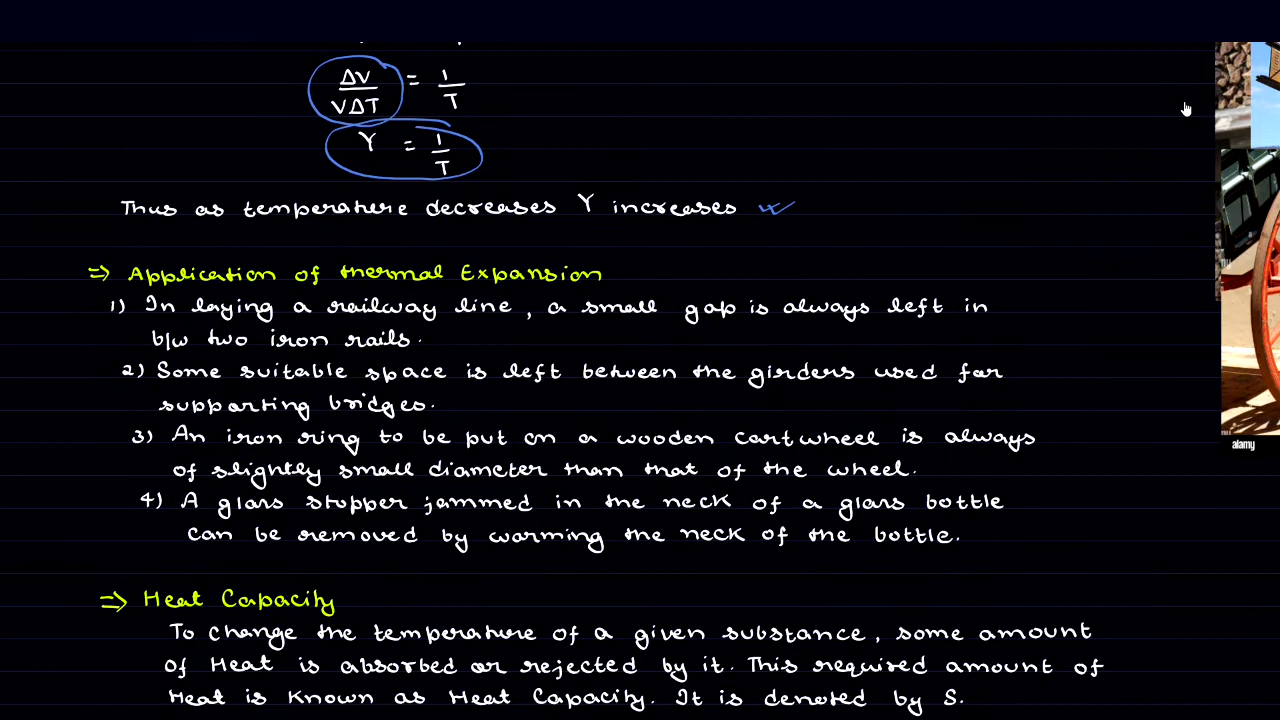 ΔV/VΔT = 1/T
γ = 1/T
Thus as temperature decreases γ increases
⇒ Application of thermal Expansion
1) In laying a railway line, a small gap is always left in
b/w two iron rails.
2) Some suitable space is left between the girders used for
supporting bridges.
3) An iron ring to be put on a wooden cart wheel is always
of slightly small diameter than that of the wheel.
4) A glass stopper jammed in the neck of a glass bottle
can be removed by warming the neck of the bottle.
⇒ Heat Capacity
To change the temperature of a given substance, some amount
of Heat is absorbed or rejected by it. This required amount of
Heat is known as Heat Capacity. It is denoted by S.
alamy